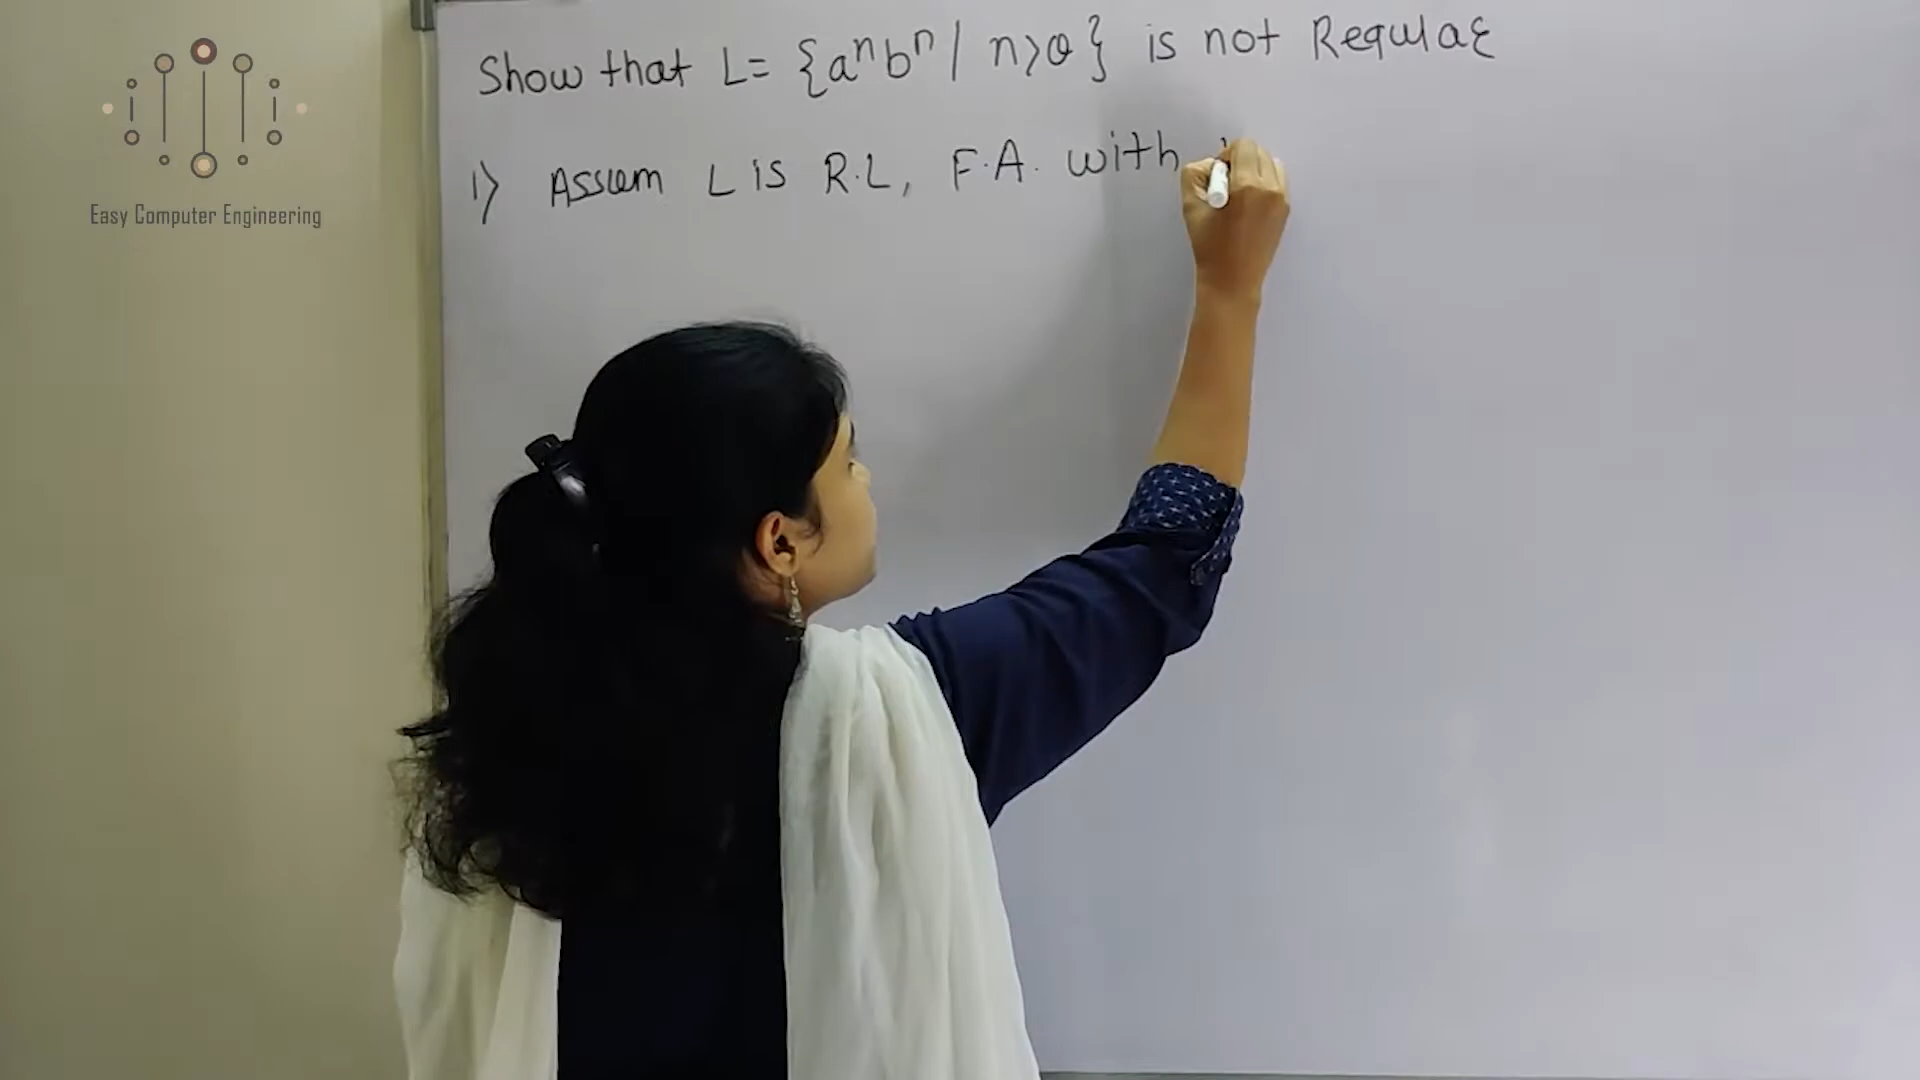 Show that L= {aⁿbⁿ/ n>0} is not Regular
1) Assum L is R.L, F.A. with
Easy Computer Engineering